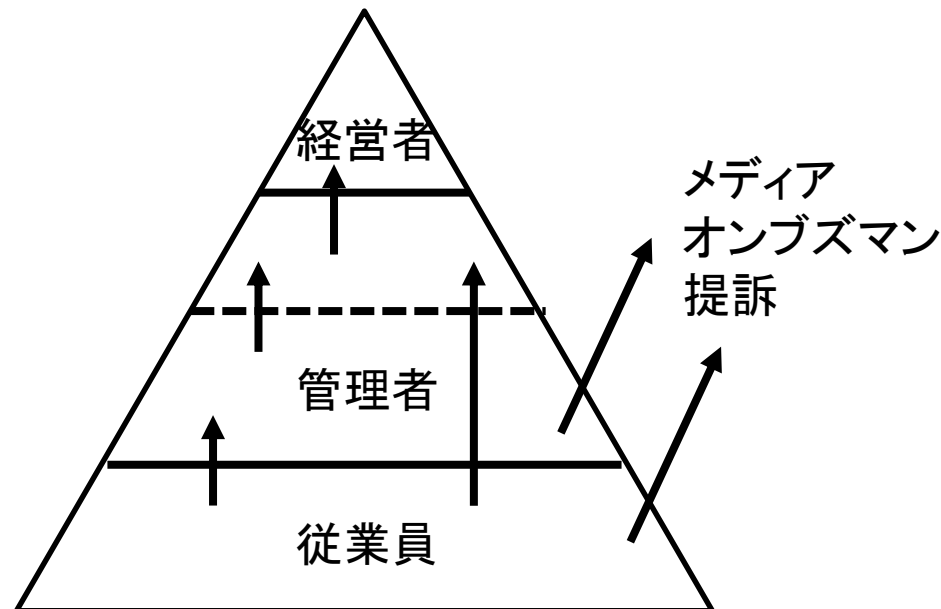 経営者
メディア
オンブズマン
提訴
管理者
従業員